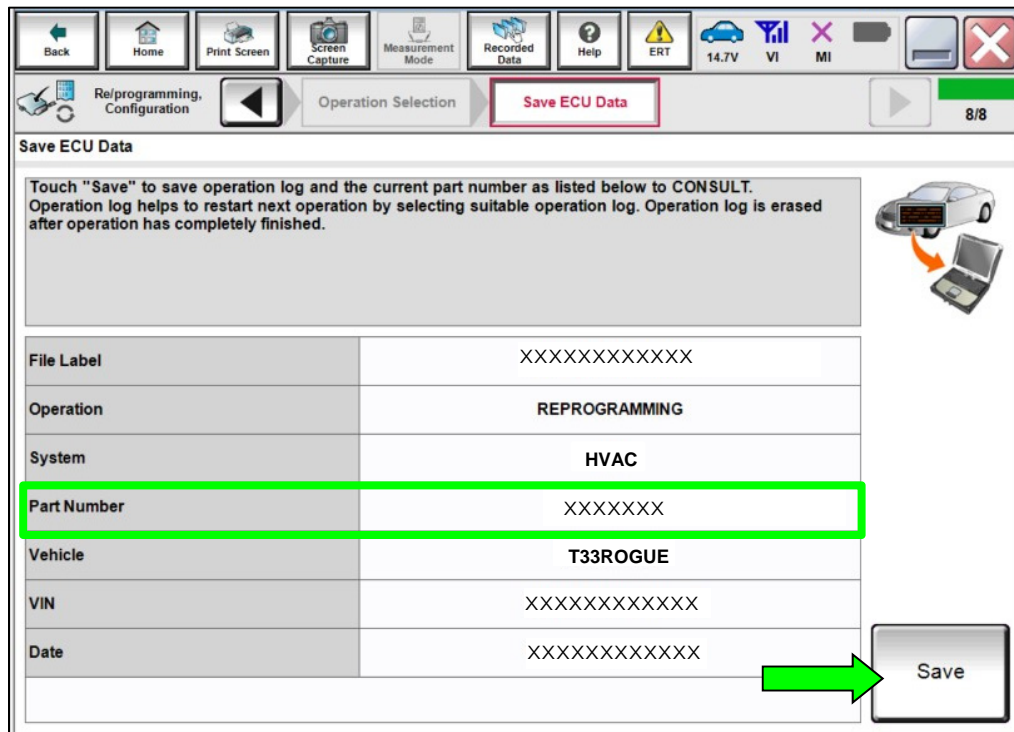 Back
Home
Print Screen
Screen Capture
Measurement Mode
Recorded Data
Help
ERT
14.7V
VI
MI
Re/programming, Configuration
Operation Selection
Save ECU Data
8/8
Save ECU Data
Touch "Save" to save operation log and the current part number as listed below to CONSULT.
Operation log helps to restart next operation by selecting suitable operation log. Operation log is erased
after operation has completely finished.
File Label XXXXXXXXXXXX
Operation REPROGRAMMING
System HVAC
Part Number XXXXXXX
Vehicle T33ROGUE
VIN XXXXXXXXXXXX
Date XXXXXXXXXXXX
Save